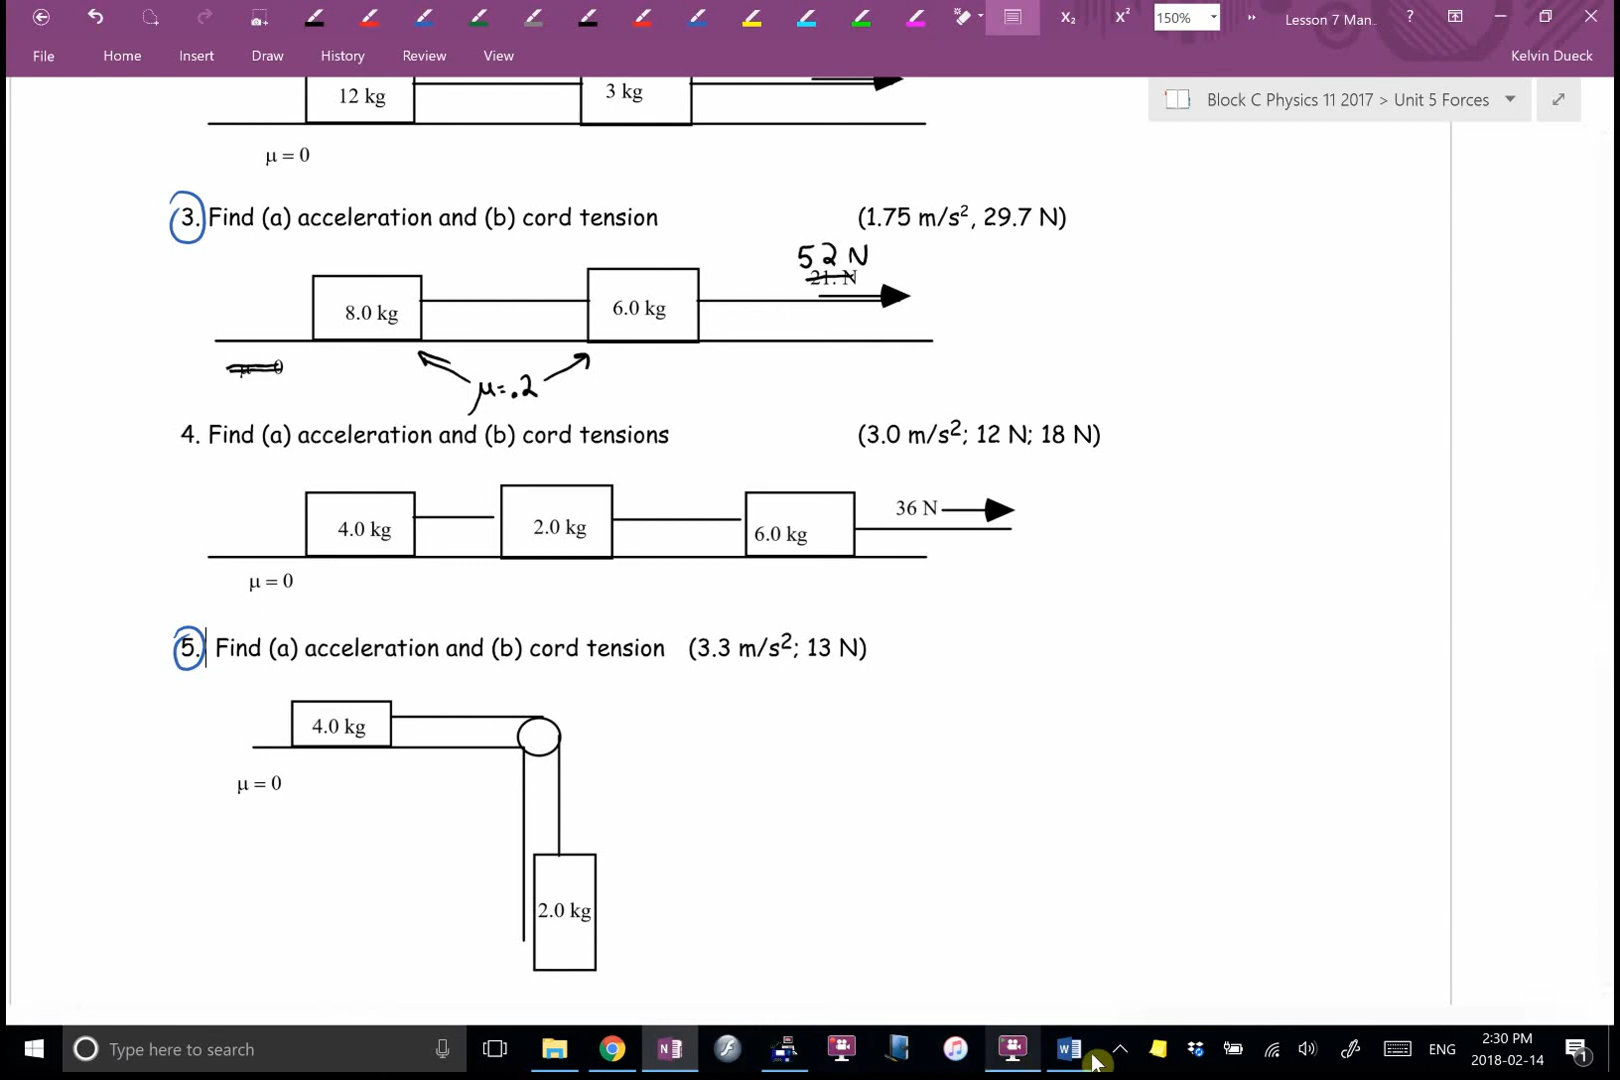 X₂ X² 150% Lesson 7 Man... ?
File Home Insert Draw History Review View Kelvin Dueck
Block C Physics 11 2017 > Unit 5 Forces
12 kg 3 kg
μ = 0
3. Find (a) acceleration and (b) cord tension (1.75 m/s², 29.7 N)
52 N
21. N
8.0 kg 6.0 kg
μ = .2
4. Find (a) acceleration and (b) cord tensions (3.0 m/s²; 12 N; 18 N)
36 N
4.0 kg 2.0 kg 6.0 kg
μ = 0
5. Find (a) acceleration and (b) cord tension (3.3 m/s²; 13 N)
4.0 kg
μ = 0
2.0 kg
Type here to search
ENG
2:30 PM
2018-02-14
1